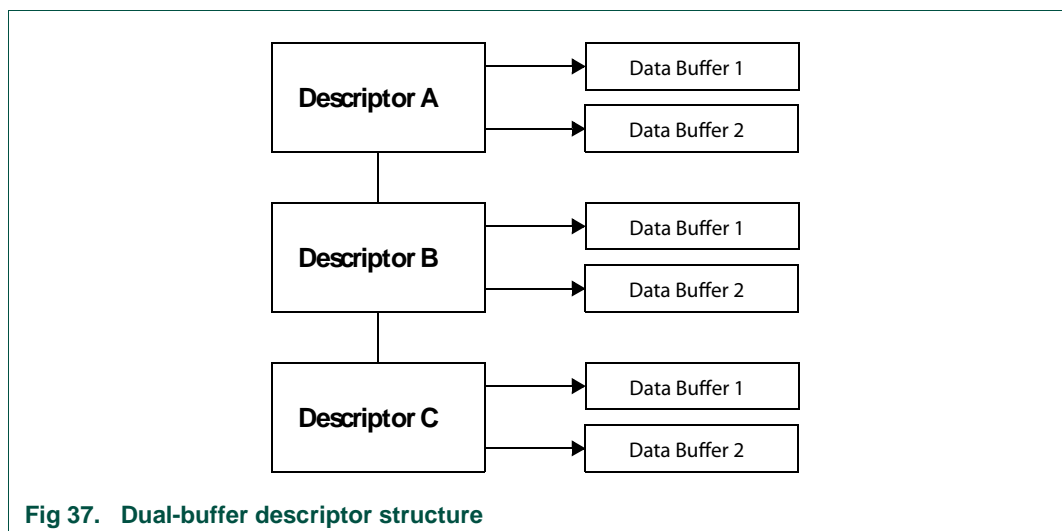 Descriptor A
Data Buffer 1
Data Buffer 2
Descriptor B
Data Buffer 1
Data Buffer 2
Descriptor C
Data Buffer 1
Data Buffer 2
Fig 37. Dual-buffer descriptor structure